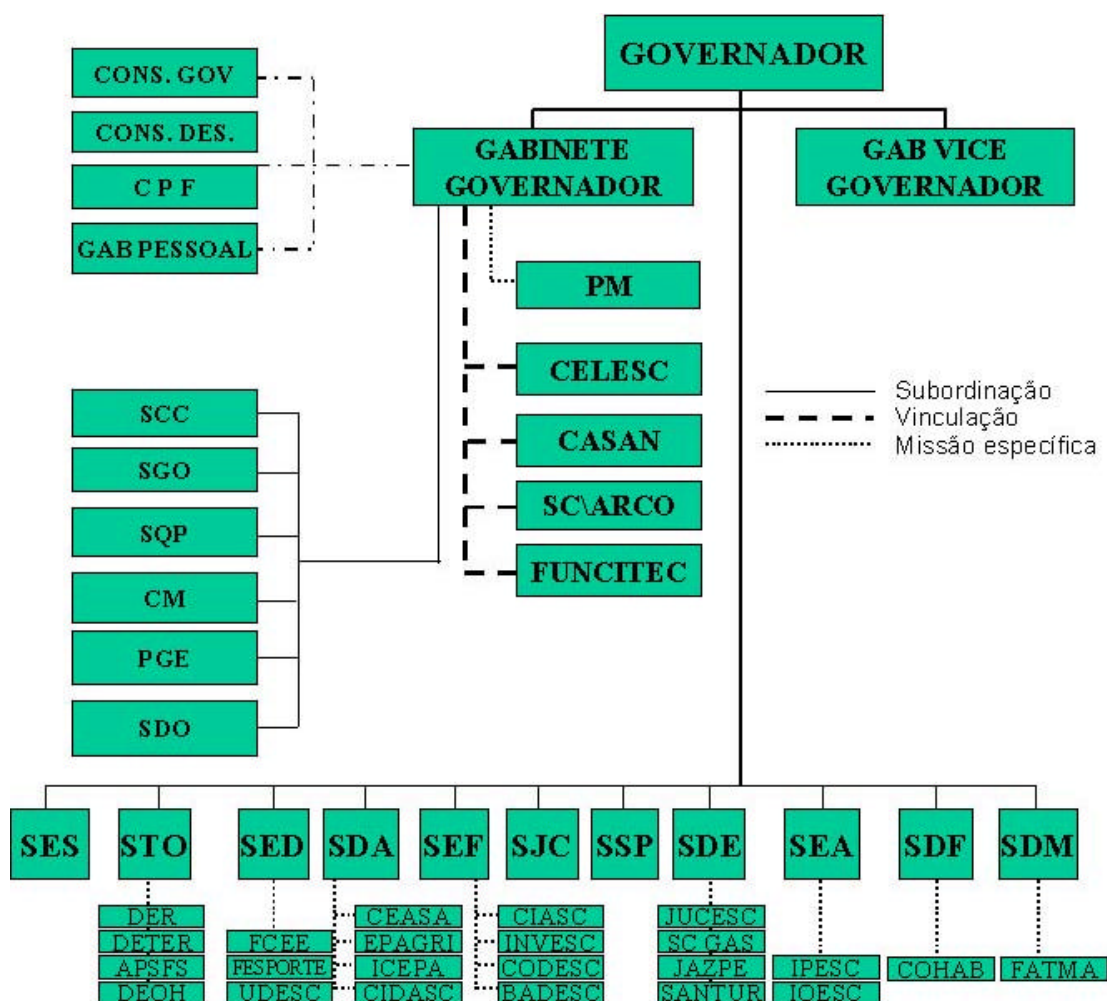 GOVERNADOR
CONS. GOV
CONS. DES.
C P F
GAB PESSOAL
GABINETE
GOVERNADOR
GAB VICE
GOVERNADOR
PM
CELESC
CASAN
SC\ARCO
FUNCITEC
Subordinação
Vinculação
Missão específica
SCC
SGO
SQP
CM
PGE
SDO
SES
STO
SED
SDA
SEF
SJC
SSP
SDE
SEA
SDF
SDM
DER
DETER
APSFS
DEOH
FCEE
FESPORTE
UDESC
CEASA
EPAGRI
ICEPA
CIDASC
CIASC
INVESC
CODESC
BADESC
JUCESC
SC GAS
JAZPE
SANTUR
IPESC
IOESC
COHAB
FATMA